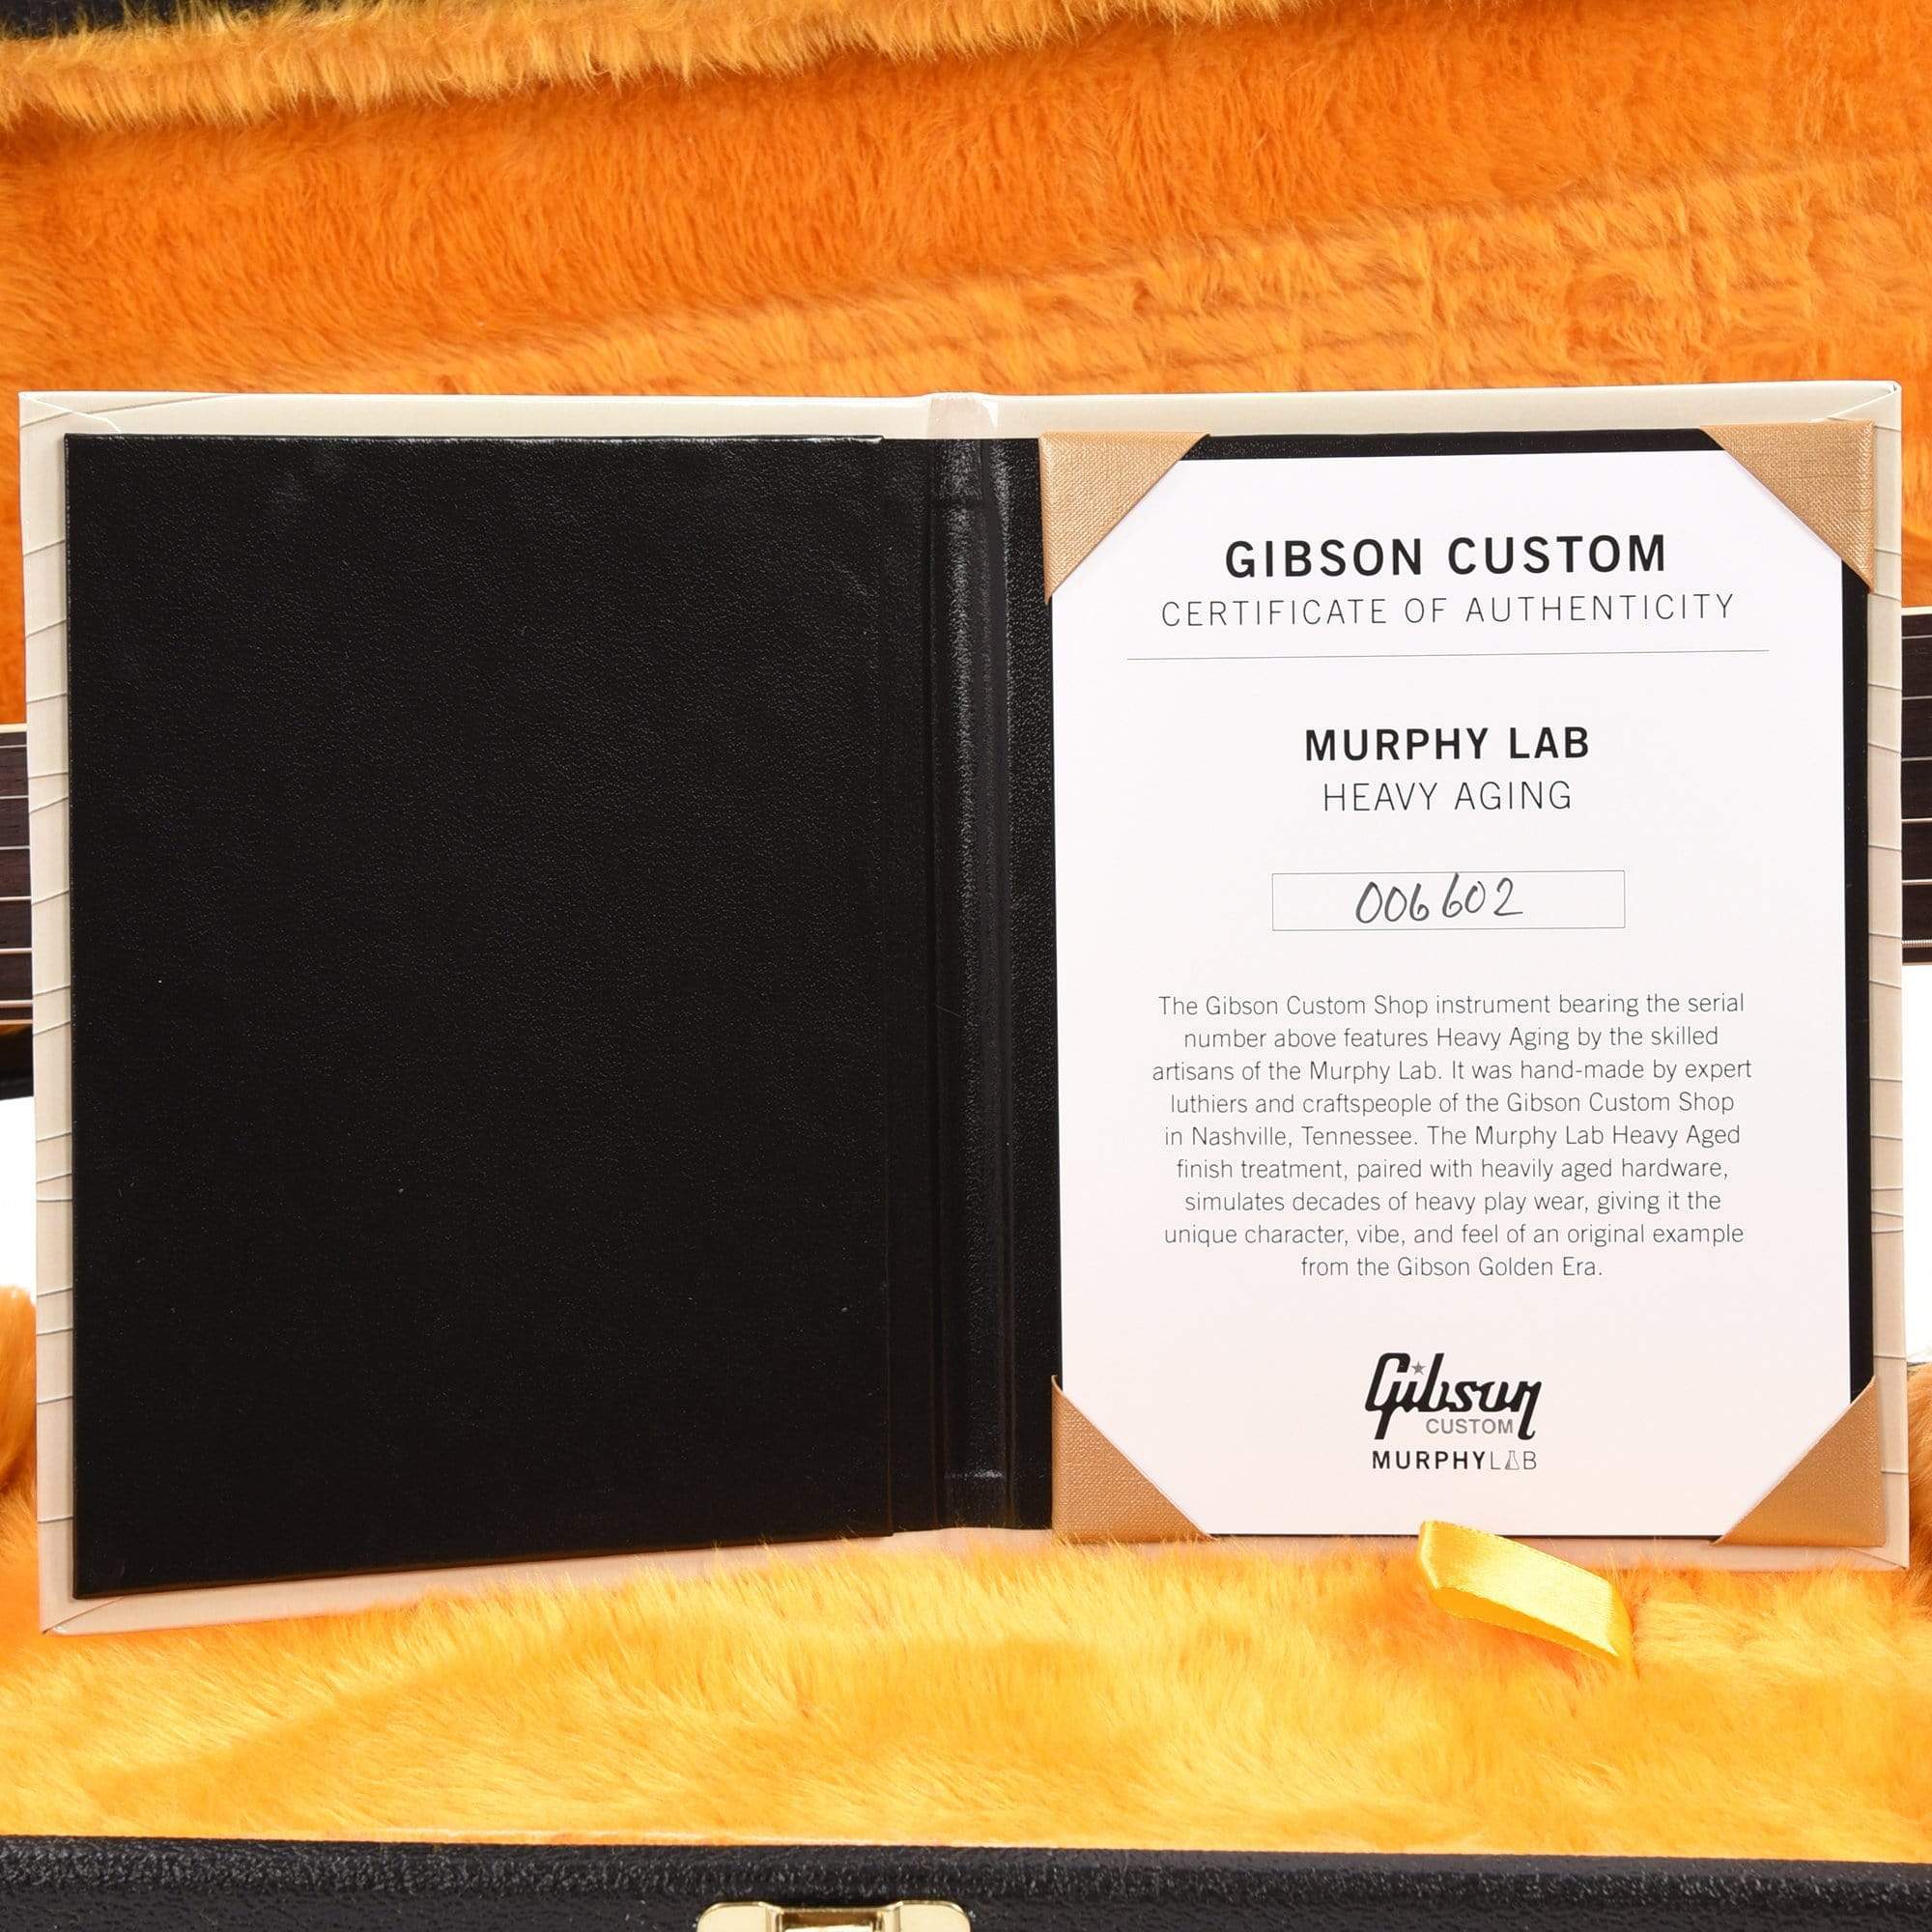 GIBSON CUSTOM
CERTIFICATE OF AUTHENTICITY
MURPHY LAB
HEAVY AGING
006602
The Gibson Custom Shop instrument bearing the serial
number above features Heavy Aging by the skilled
artisans of the Murphy Lab. It was hand-made by expert
luthiers and craftspeople of the Gibson Custom Shop
in Nashville, Tennessee. The Murphy Lab Heavy Aged
finish treatment, paired with heavily aged hardware,
simulates decades of heavy play wear, giving it the
unique character, vibe, and feel of an original example
from the Gibson Golden Era.
Gibson
CUSTOM
MURPHYLAB